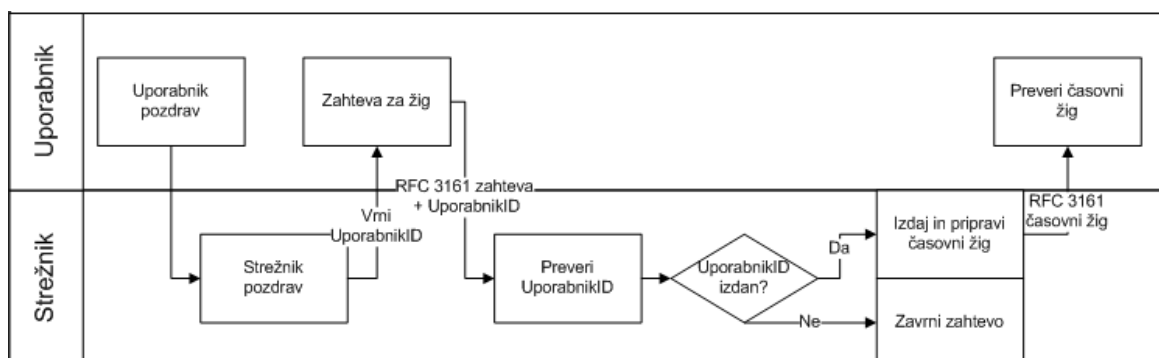 Uporabnik
Uporabnik
pozdrav
Zahteva za žig
Preveri časovni
žig
RFC 3161 zahteva
+ UporabnikID
Vrni
UporabnikID
RFC 3161
časovni žig
Strežnik
Strežnik
pozdrav
Preveri
UporabnikID
UporabnikID
izdan?
Da
Izdaj in pripravi
časovni žig
Ne
Zavrni zahtevo